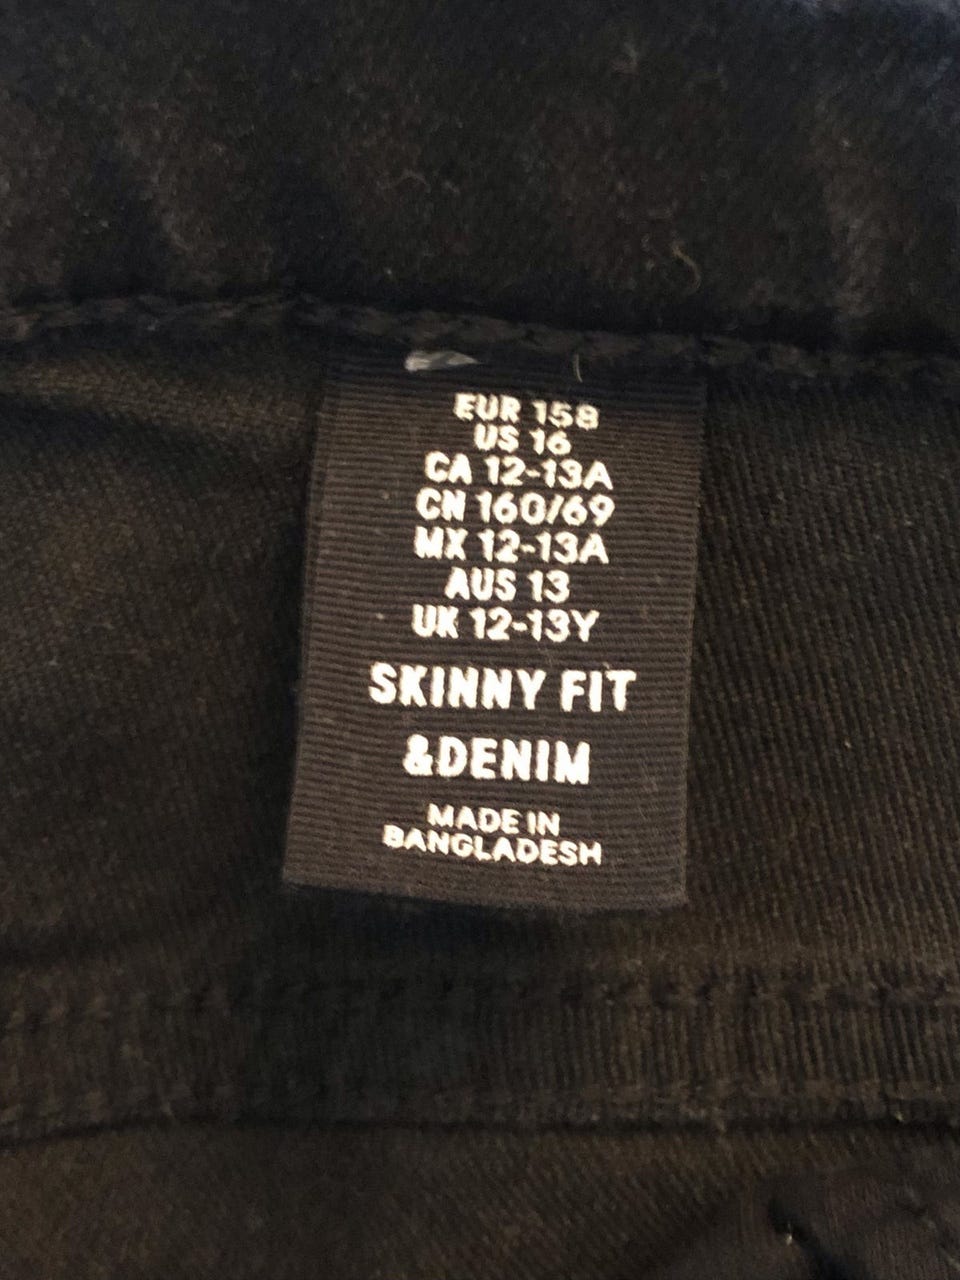 EUR 158
US 16
CA 12-13A
CN 160/69
MX 12-13A
AUS 13
UK 12-13Y
SKINNY FIT
&DENIM
MADE IN
BANGLADESH